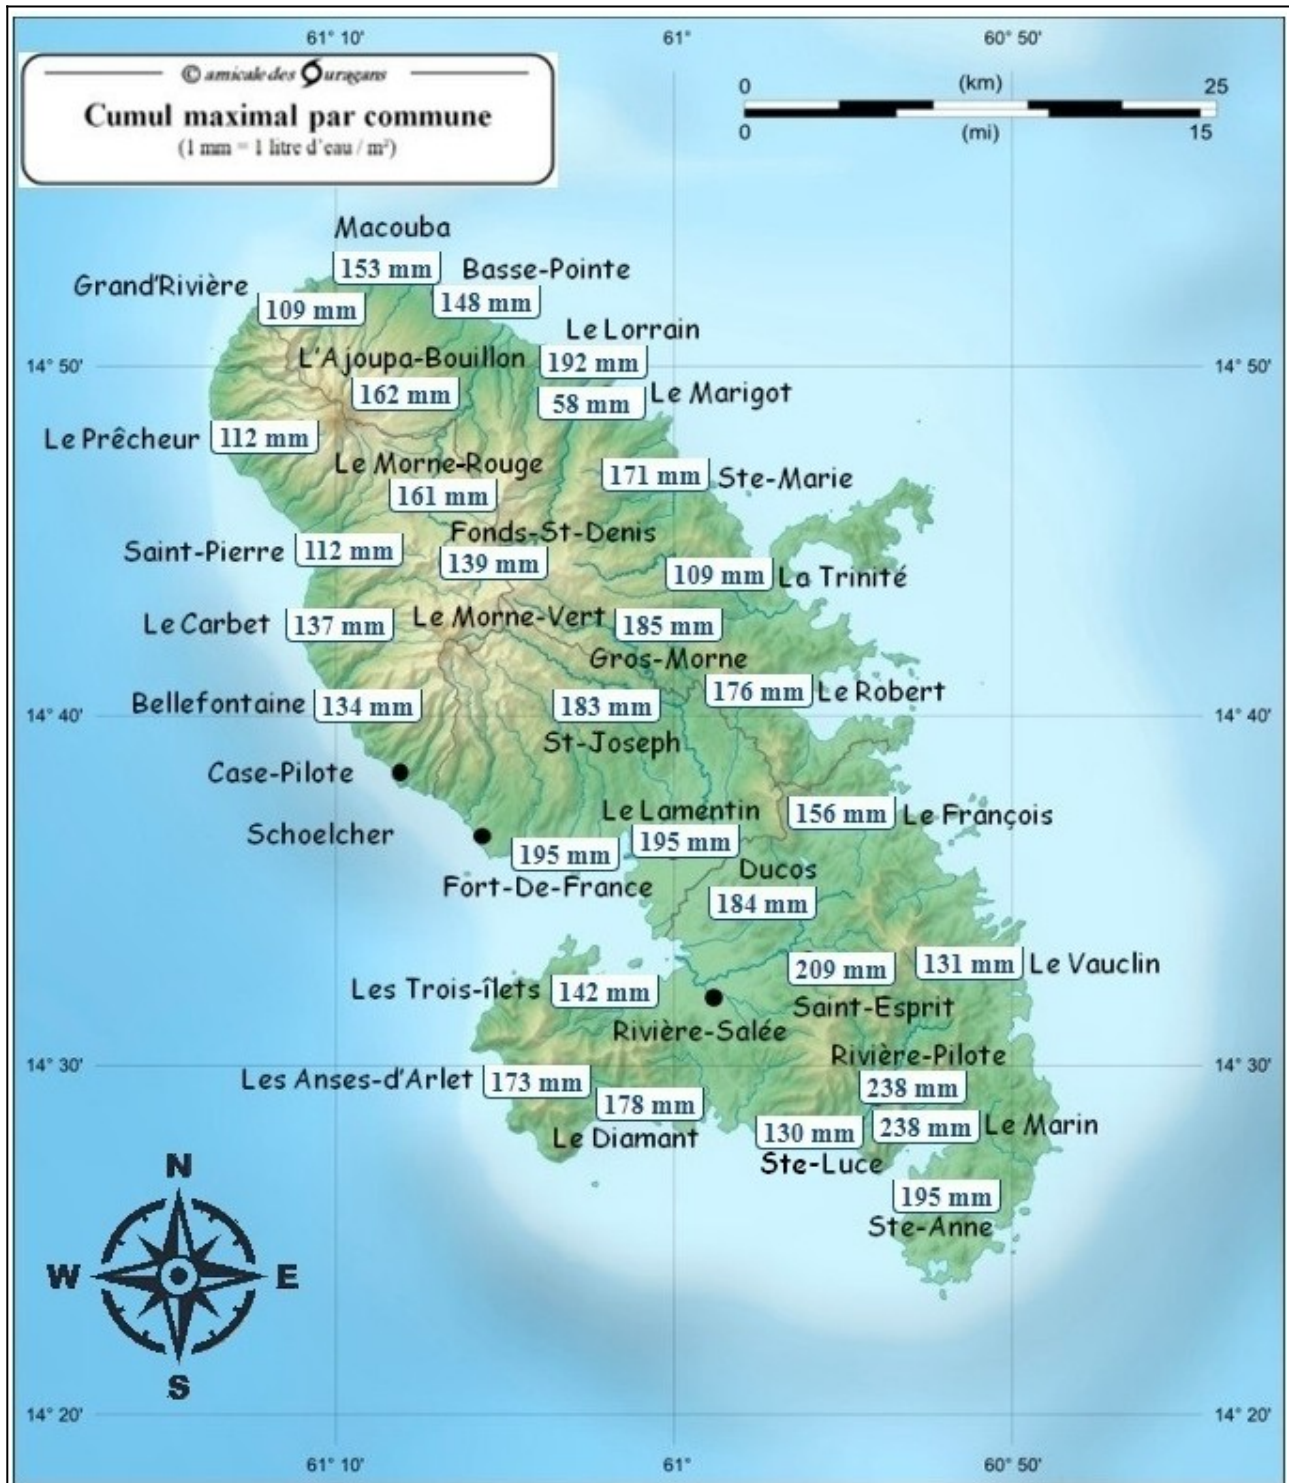 61° 10' 61° 60° 50'
© amicale des Ouragans
Cumul maximal par commune
(1 mm = 1 litre d'eau / m²)
0 (km) 25
0 (mi) 15
Macouba
153 mm
Basse-Pointe
148 mm
Grand'Rivière
109 mm
Le Lorrain
192 mm
L'Ajoupa-Bouillon
162 mm
14° 50' 14° 50'
58 mm Le Marigot
Le Prêcheur 112 mm
Le Morne-Rouge
161 mm
171 mm Ste-Marie
Fonds-St-Denis
139 mm
Saint-Pierre 112 mm
109 mm La Trinité
Le Carbet 137 mm
Le Morne-Vert
185 mm
Gros-Morne
176 mm Le Robert
Bellefontaine 134 mm
183 mm
St-Joseph
14° 40' 14° 40'
Case-Pilote
Schoelcher
Le Lamentin
195 mm
156 mm Le François
195 mm
Fort-De-France
Ducos
184 mm
209 mm
Saint-Esprit
131 mm Le Vauclin
Les Trois-îlets 142 mm
Rivière-Salée
Rivière-Pilote
238 mm
14° 30' 14° 30'
Les Anses-d'Arlet 173 mm
178 mm
Le Diamant
130 mm
Ste-Luce
238 mm Le Marin
195 mm
Ste-Anne
N
W E
S
14° 20' 14° 20'
61° 10' 61° 60° 50'